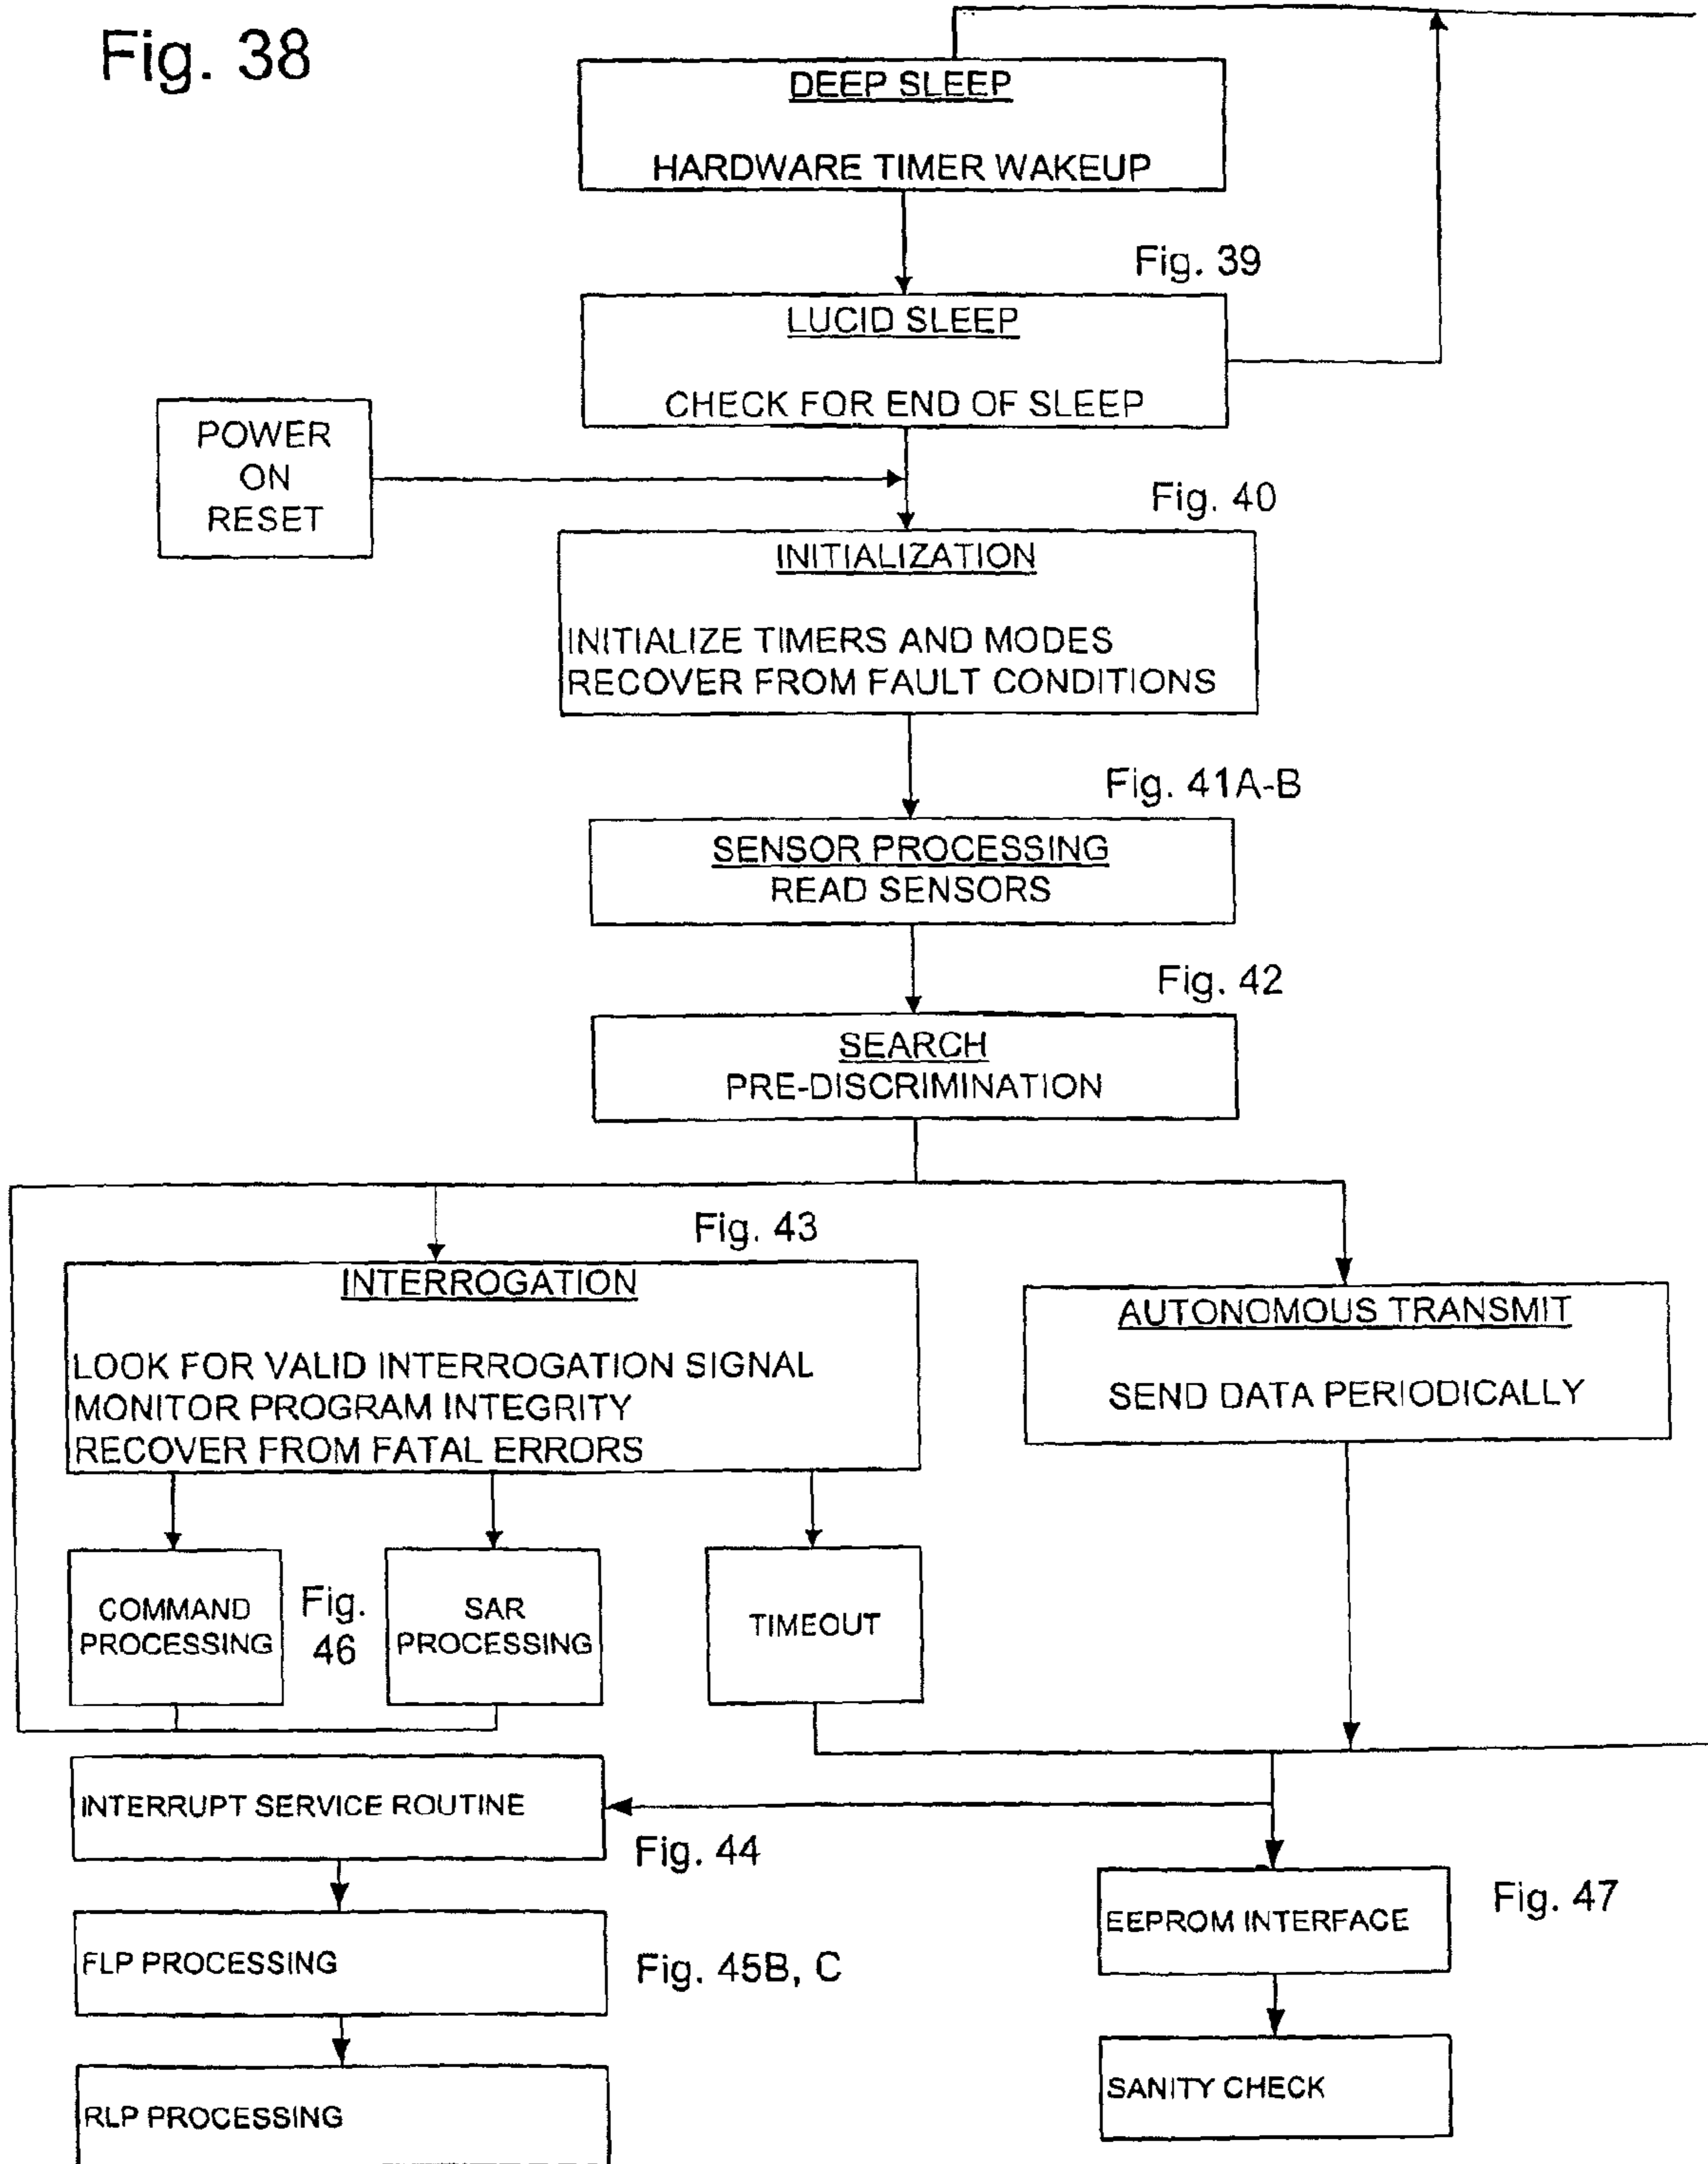 Fig. 38
DEEP SLEEP
HARDWARE TIMER WAKEUP
Fig. 39
LUCID SLEEP
CHECK FOR END OF SLEEP
POWER
ON
RESET
Fig. 40
INITIALIZATION
INITIALIZE TIMERS AND MODES
RECOVER FROM FAULT CONDITIONS
Fig. 41A-B
SENSOR PROCESSING
READ SENSORS
Fig. 42
SEARCH
PRE-DISCRIMINATION
Fig. 43
INTERROGATION
LOOK FOR VALID INTERROGATION SIGNAL
MONITOR PROGRAM INTEGRITY
RECOVER FROM FATAL ERRORS
AUTONOMOUS TRANSMIT
SEND DATA PERIODICALLY
COMMAND
PROCESSING
Fig.
46
SAR
PROCESSING
TIMEOUT
INTERRUPT SERVICE ROUTINE
Fig. 44
FLP PROCESSING
Fig. 45B, C
RLP PROCESSING
EEPROM INTERFACE
Fig. 47
SANITY CHECK